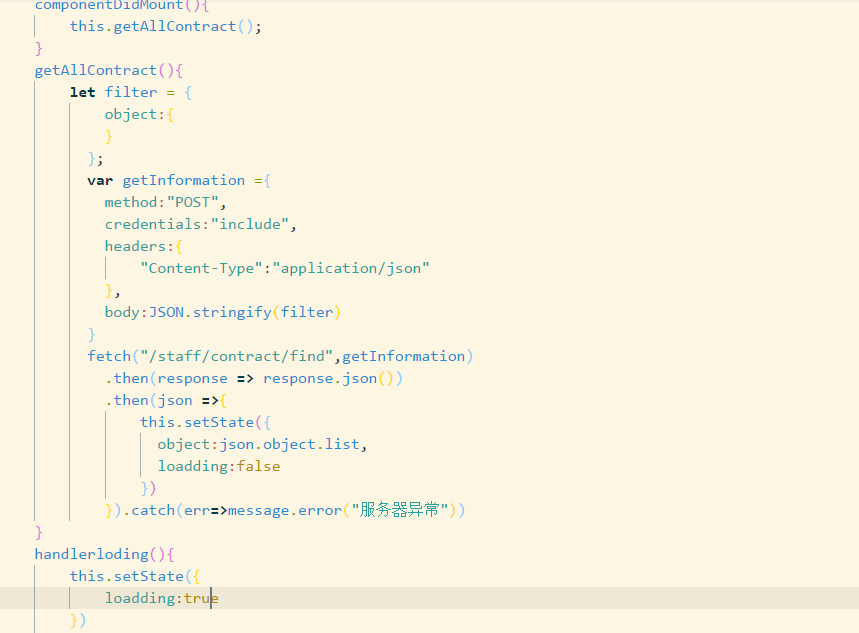 componentDidMount(){
this.getAllContract();
}
getAllContract(){
let filter = {
object:{
}
};
var getInformation ={
method:"POST",
credentials:"include",
headers:{
"Content-Type":"application/json"
},
body:JSON.stringify(filter)
}
fetch("/staff/contract/find",getInformation)
.then(response => response.json())
.then(json =>{
this.setState({
object:json.object.list,
loadding:false
})
}).catch(err=>message.error("服务器异常"))
}
handlerloding(){
this.setState({
loadding:true
})